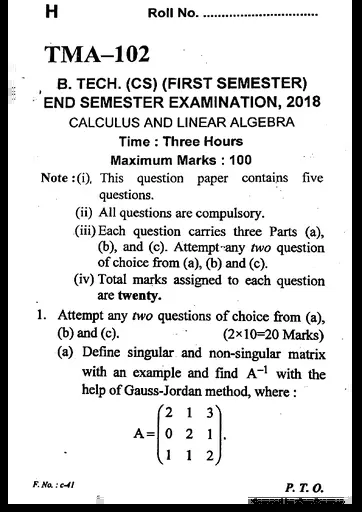 H
Roll No. ................................
TMA–102
B. TECH. (CS) (FIRST SEMESTER)
END SEMESTER EXAMINATION, 2018
CALCULUS AND LINEAR ALGEBRA
Time : Three Hours
Maximum Marks : 100
Note :(i). This question paper contains five
questions.
(ii) All questions are compulsory.
(iii) Each question carries three Parts (a),
(b), and (c). Attempt any two question
of choice from (a), (b) and (c).
(iv) Total marks assigned to each question
are twenty.
1. Attempt any two questions of choice from (a),
(b) and (c). (2×10=20 Marks)
(a) Define singular and non-singular matrix
with an example and find A⁻¹ with the
help of Gauss-Jordan method, where :
2 1 3
A= 0 2 1 .
1 1 2
F. No. : c-41
P. T. O.